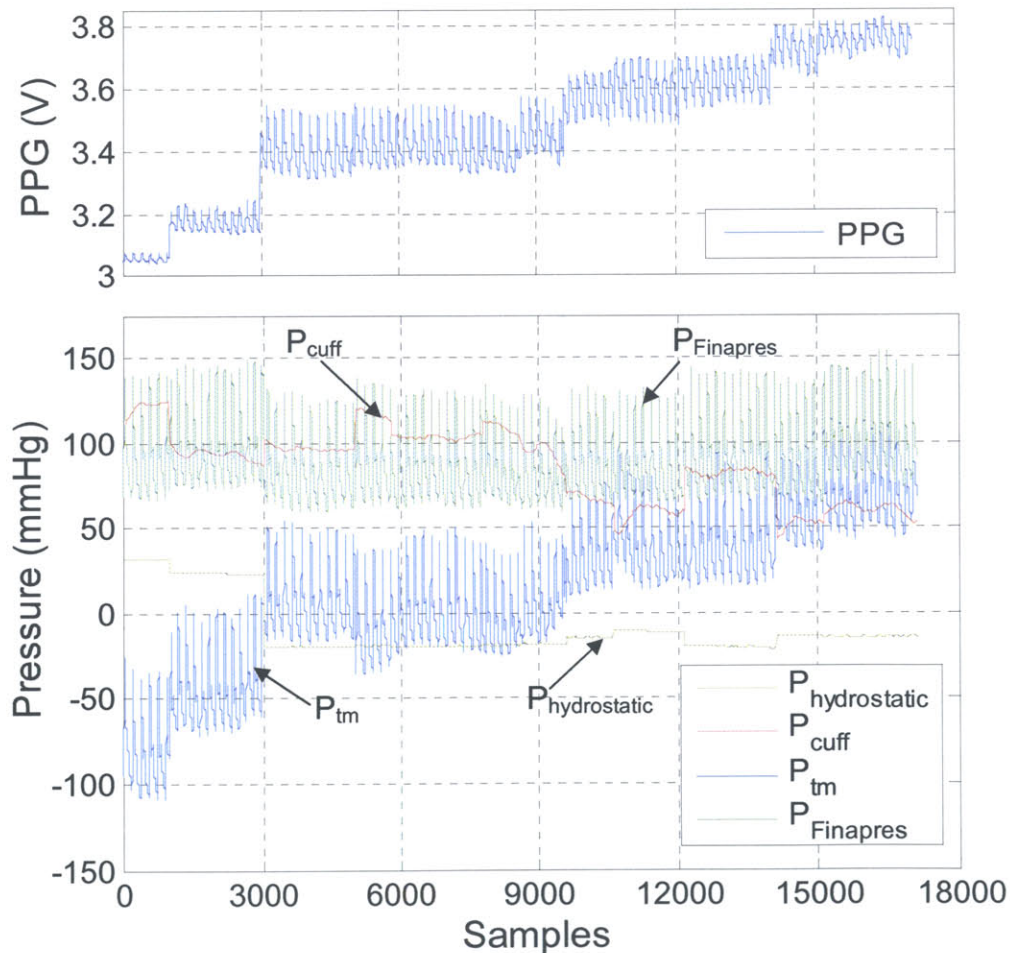 3.8
3.6
3.4
3.2
3
PPG (V)
PPG
150
100
50
0
-50
-100
-150
Pressure (mmHg)
P_cuff
P_Finapres
P_tm
P_hydrostatic
P_hydrostatic
P_cuff
P_tm
P_Finapres
0 3000 6000 9000 12000 15000 18000
Samples